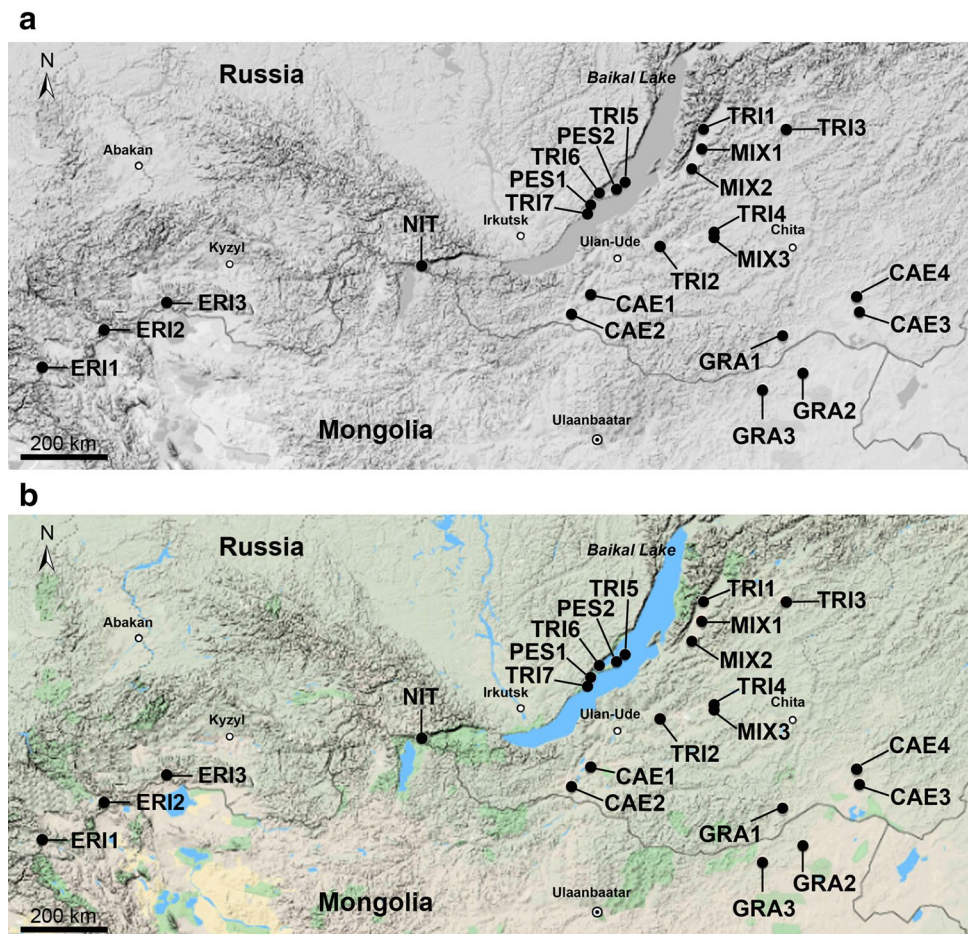 a
N
Russia
Baikal Lake
TRI5
PES2
TRI6
PES1
TRI7
TRI1
TRI3
MIX1
MIX2
Abakan
NIT
Irkutsk
TRI4
Chita
MIX3
Ulan-Ude
TRI2
Kyzyl
ERI3
ERI2
ERI1
CAE1
CAE2
CAE4
CAE3
GRA1
GRA2
GRA3
Ulaanbaatar
Mongolia
200 km
b
N
Russia
Baikal Lake
TRI5
PES2
TRI6
PES1
TRI7
TRI1
TRI3
MIX1
MIX2
Abakan
NIT
Irkutsk
TRI4
Chita
MIX3
Ulan-Ude
TRI2
Kyzyl
ERI3
ERI2
ERI1
CAE1
CAE2
CAE4
CAE3
GRA1
GRA2
GRA3
Ulaanbaatar
Mongolia
200 km